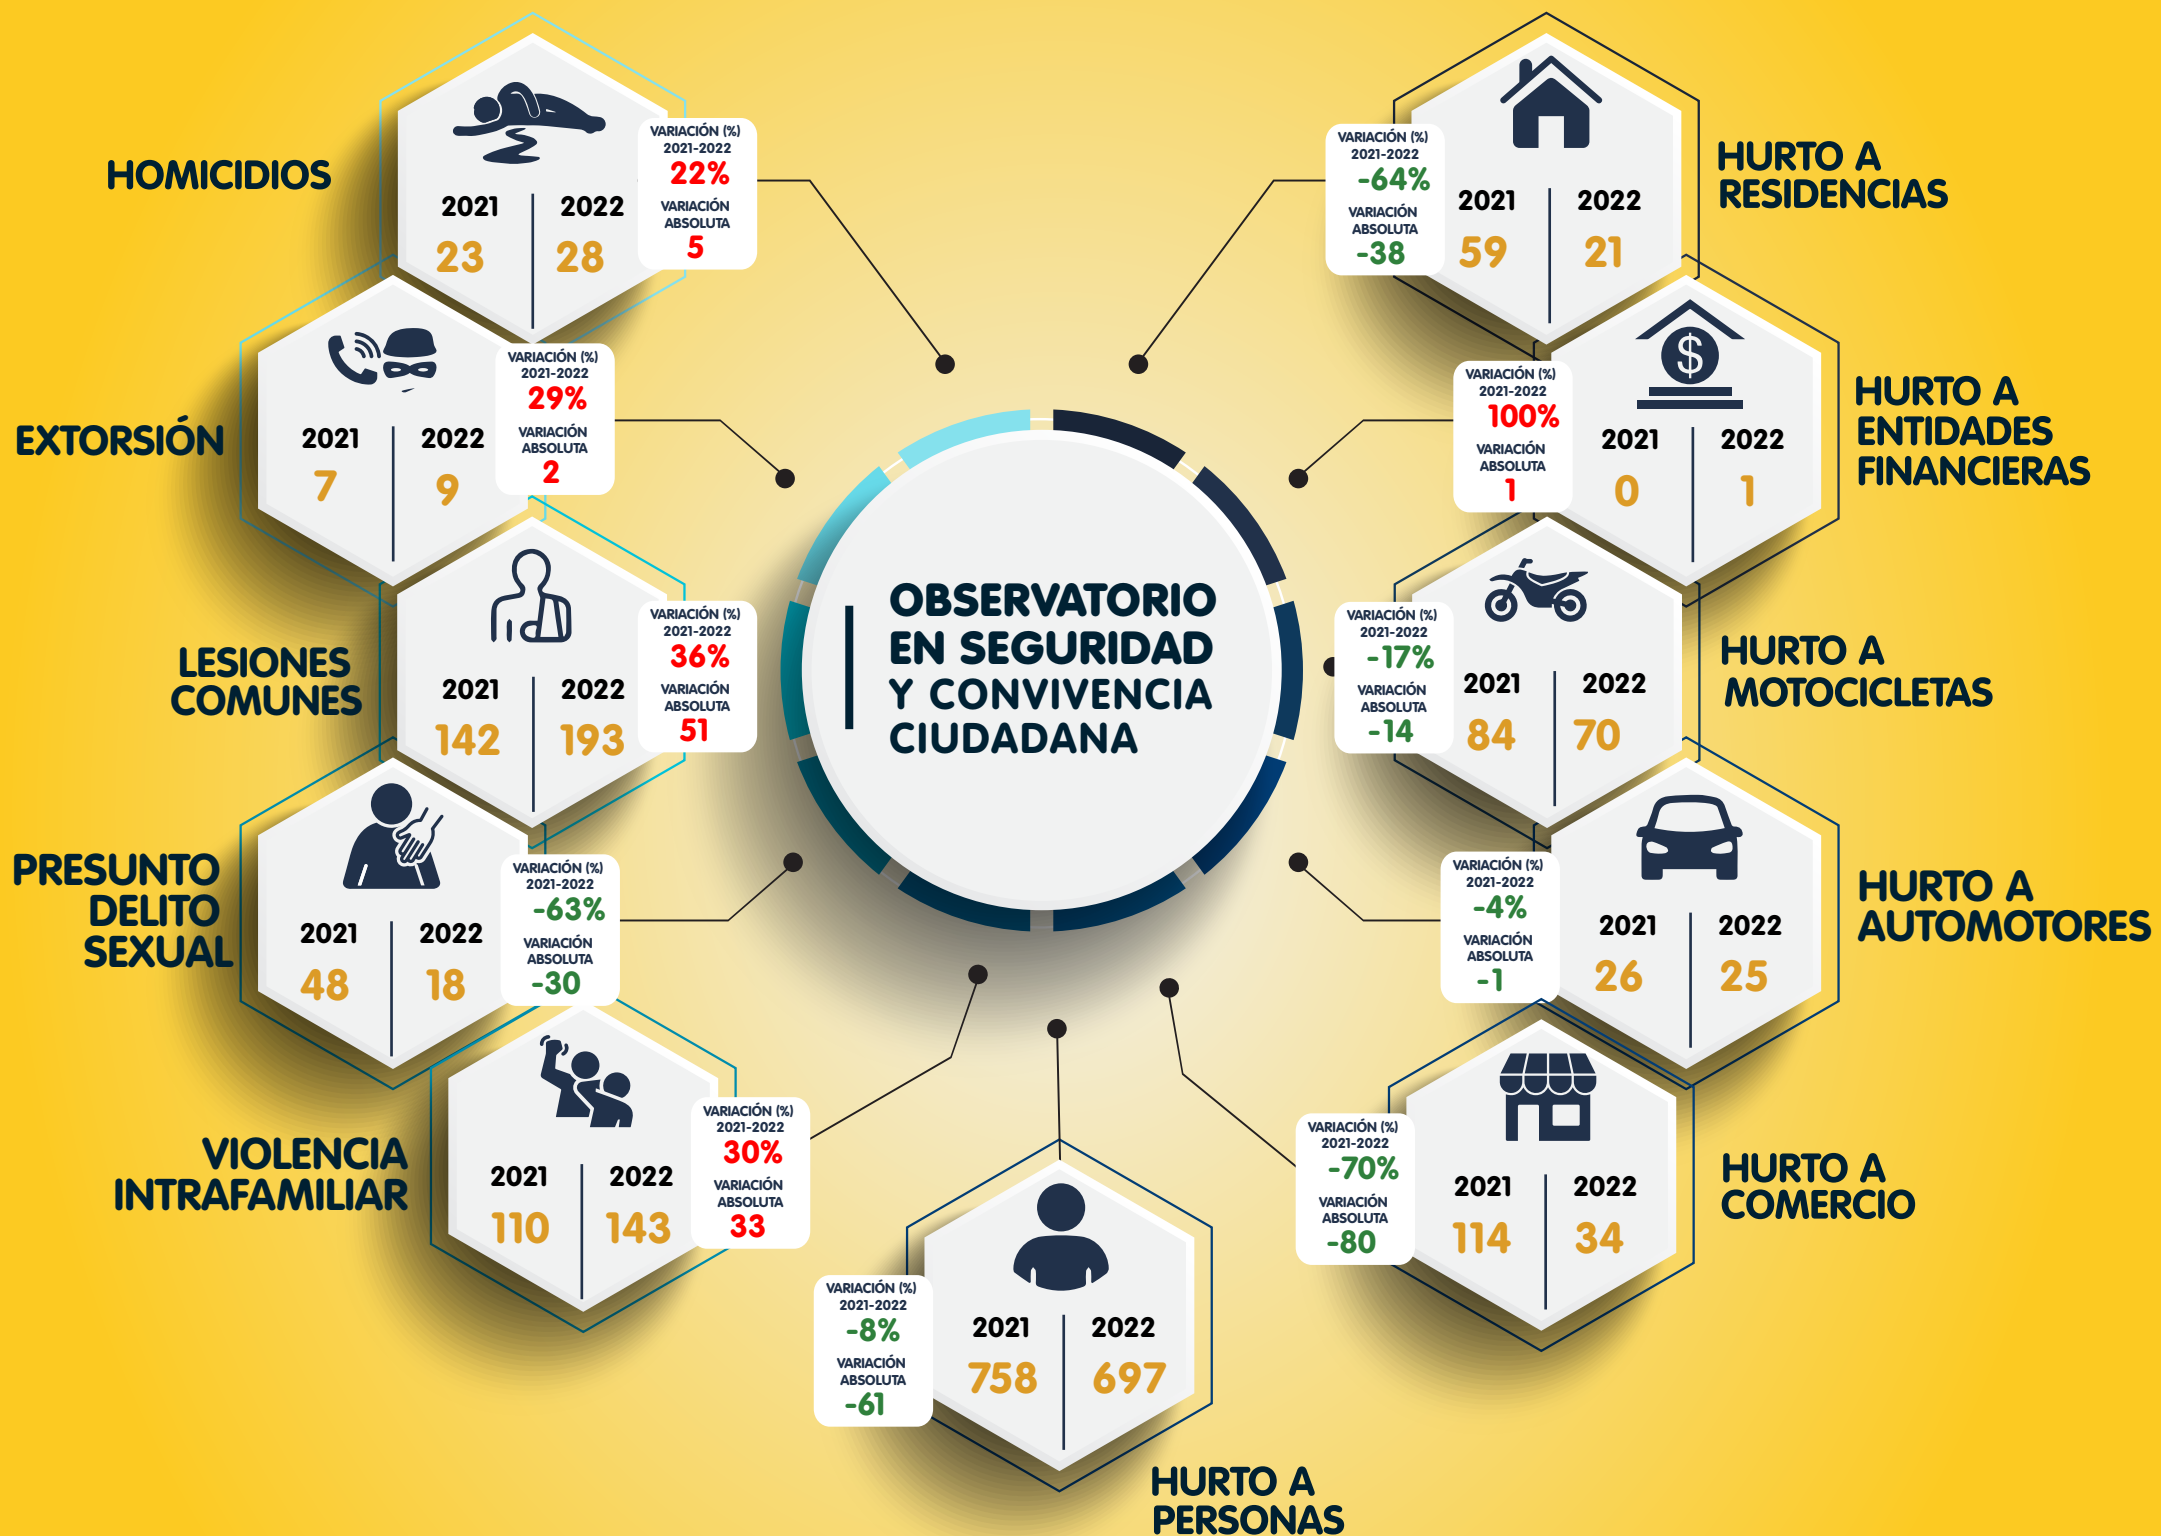 HOMICIDIOS
2021
2022
23
28
VARIACIÓN (%)
2021-2022
22%
VARIACIÓN
ABSOLUTA
5
EXTORSIÓN
2021
2022
7
9
VARIACIÓN (%)
2021-2022
29%
VARIACIÓN
ABSOLUTA
2
LESIONES
COMUNES
2021
2022
142
193
VARIACIÓN (%)
2021-2022
36%
VARIACIÓN
ABSOLUTA
51
PRESUNTO
DELITO
SEXUAL
2021
2022
48
18
VARIACIÓN (%)
2021-2022
-63%
VARIACIÓN
ABSOLUTA
-30
VIOLENCIA
INTRAFAMILIAR
2021
2022
110
143
VARIACIÓN (%)
2021-2022
30%
VARIACIÓN
ABSOLUTA
33
OBSERVATORIO
EN SEGURIDAD
Y CONVIVENCIA
CIUDADANA
VARIACIÓN (%)
2021-2022
-8%
VARIACIÓN
ABSOLUTA
-61
2021
2022
758
697
HURTO A
PERSONAS
VARIACIÓN (%)
2021-2022
-64%
VARIACIÓN
ABSOLUTA
-38
2021
2022
59
21
HURTO A
RESIDENCIAS
VARIACIÓN (%)
2021-2022
100%
VARIACIÓN
ABSOLUTA
1
$
2021
2022
0
1
HURTO A
ENTIDADES
FINANCIERAS
VARIACIÓN (%)
2021-2022
-17%
VARIACIÓN
ABSOLUTA
-14
2021
2022
84
70
HURTO A
MOTOCICLETAS
VARIACIÓN (%)
2021-2022
-4%
VARIACIÓN
ABSOLUTA
-1
2021
2022
26
25
HURTO A
AUTOMOTORES
VARIACIÓN (%)
2021-2022
-70%
VARIACIÓN
ABSOLUTA
-80
2021
2022
114
34
HURTO A
COMERCIO